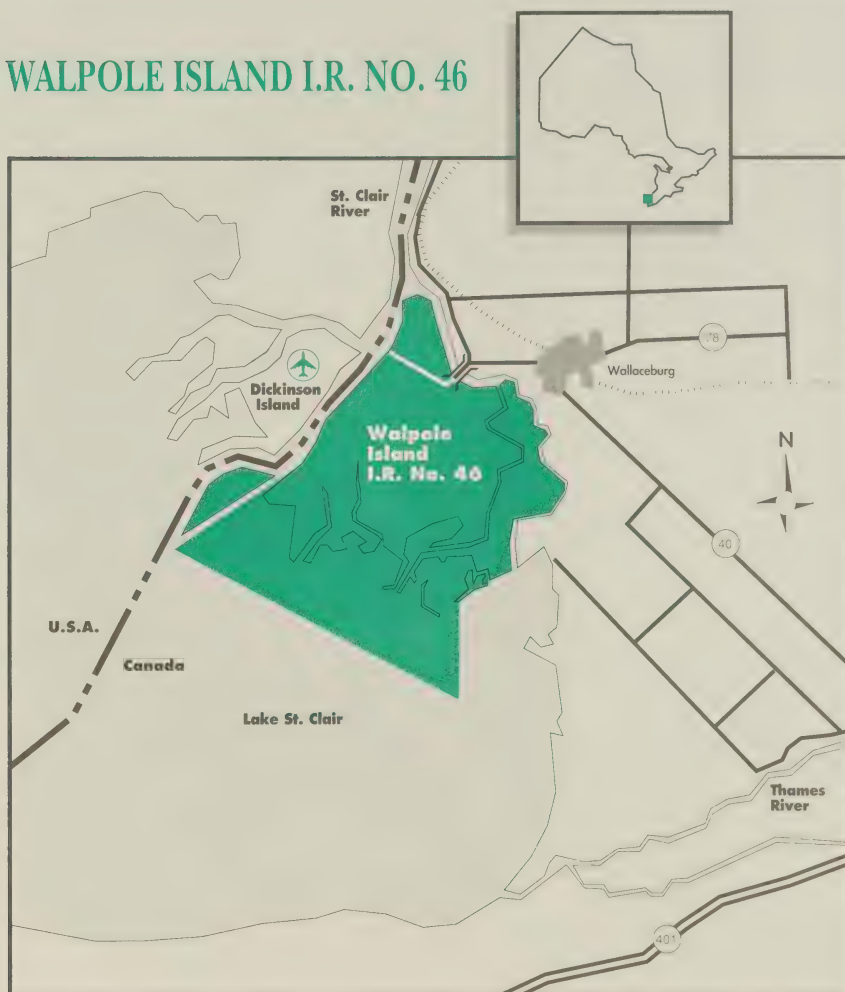 WALPOLE ISLAND I.R. NO. 46
St. Clair
River
78
Wallaceburg
Dickinson
Island
Walpole
Island
I.R. No. 46
N
40
U.S.A.
Canada
Lake St. Clair
Thames
River
401